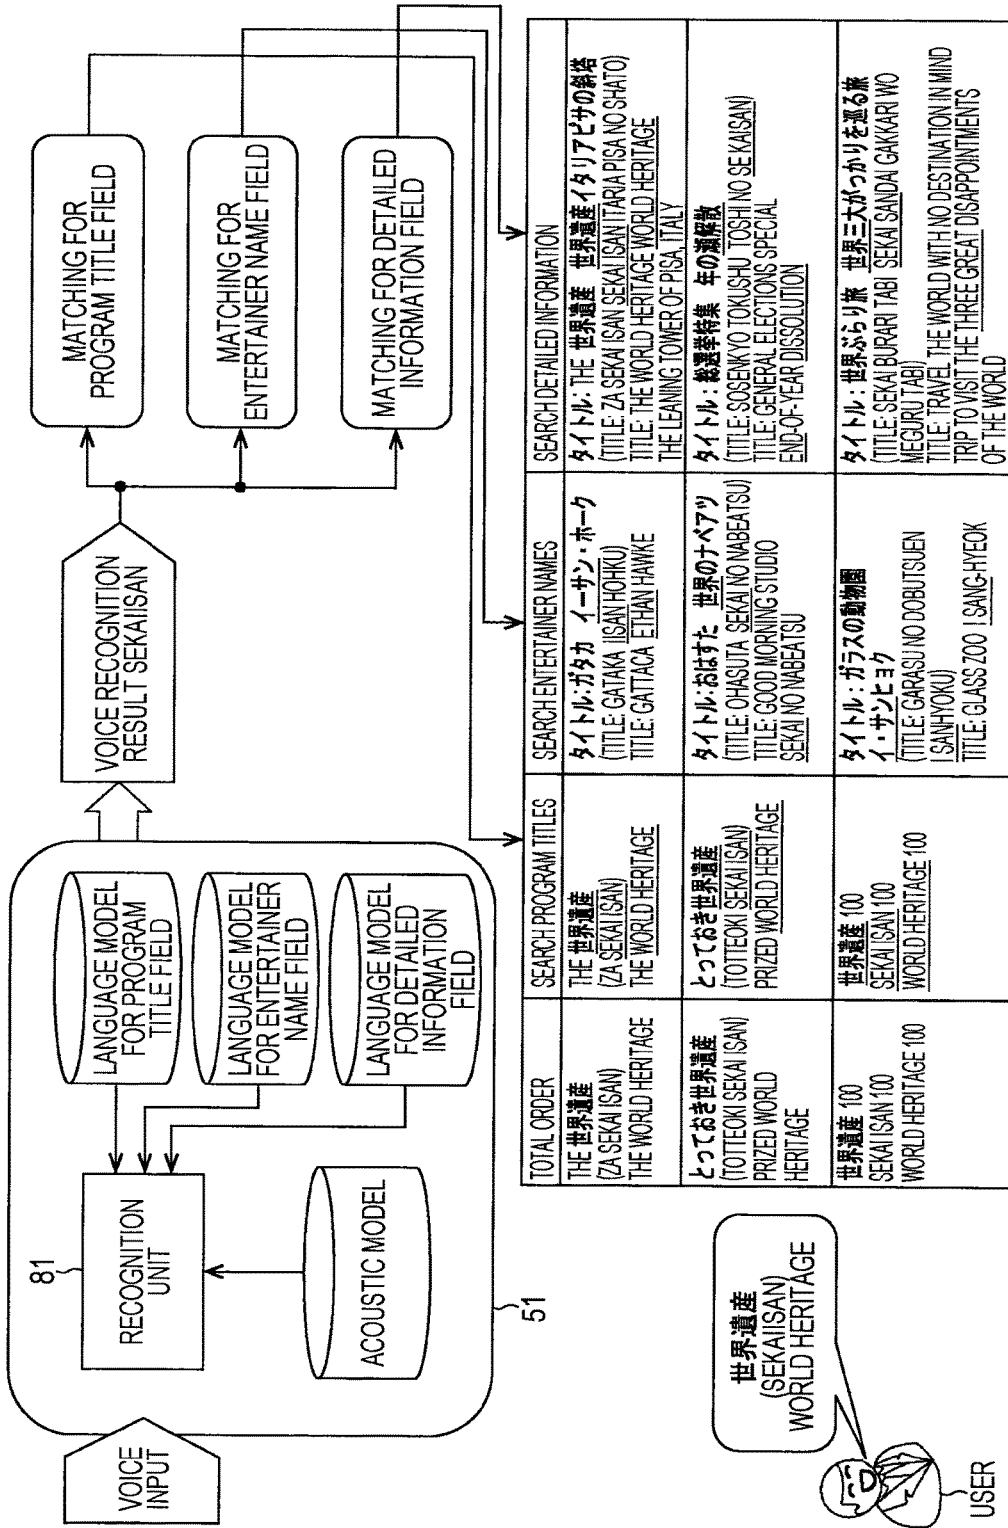 VOICE
INPUT
81
RECOGNITION
UNIT
ACOUSTIC MODEL
51
LANGUAGE MODEL
FOR PROGRAM
TITLE FIELD
LANGUAGE MODEL
FOR ENTERTAINER
NAME FIELD
LANGUAGE MODEL
FOR DETAILED
INFORMATION
FIELD
VOICE RECOGNITION
RESULT SEKAIISAN
MATCHING FOR
PROGRAM TITLE FIELD
MATCHING FOR
ENTERTAINER NAME FIELD
MATCHING FOR DETAILED
INFORMATION FIELD
世界遺産
(SEKAIISAN)
WORLD HERITAGE
USER
TOTAL ORDER
SEARCH PROGRAM TITLES
SEARCH ENTERTAINER NAMES
SEARCH DETAILED INFORMATION
THE 世界遺産
(ZA SEKAI ISAN)
THE WORLD HERITAGE
THE 世界遺産
(ZA SEKAI ISAN)
THE WORLD HERITAGE
タイトル:ガタカ イーサン・ホーク
(TITLE: GATAKA IISAN HOHKU)
TITLE: GATTACA ETHAN HAWKE
タイトル: THE 世界遺産 世界遺産イタリアピサの斜塔
(TITLE: ZA SEKAI ISAN SEKAI ISAN ITARIA PISA NO SHATO)
TITLE: THE WORLD HERITAGE WORLD HERITAGE
THE LEANING TOWER OF PISA, ITALY
とっておき世界遺産
(TOTTEOKI SEKAI ISAN)
PRIZED WORLD
HERITAGE
とっておき世界遺産
(TOTTEOKI SEKAI ISAN)
PRIZED WORLD HERITAGE
タイトル:おはすた 世界のナベアツ
(TITLE: OHASUTA SEKAI NO NABEATSU)
TITLE: GOOD MORNING STUDIO
SEKAI NO NABEATSU
タイトル:総選挙特集 年の瀬解散
(TITLE: SOSENKYO TOKUSHU TOSHI NO SE KAISAN)
TITLE: GENERAL ELECTIONS SPECIAL
END-OF-YEAR DISSOLUTION
世界遺産 100
SEKAI ISAN 100
WORLD HERITAGE 100
世界遺産 100
SEKAI ISAN 100
WORLD HERITAGE 100
タイトル:ガラスの動物園
イ・サンヒョク
(TITLE: GARASU NO DOBUTSUEN
I SANHYOKU)
TITLE: GLASS ZOO I SANG-HYEOK
タイトル:世界ぶらり旅 世界三大がっかりを巡る旅
(TITLE: SEKAI BURARI TABI SEKAI SANDAI GAKKARI WO
MEGURU TABI)
TITLE: TRAVEL THE WORLD WITH NO DESTINATION IN MIND
TRIP TO VISIT THE THREE GREAT DISAPPOINTMENTS
OF THE WORLD